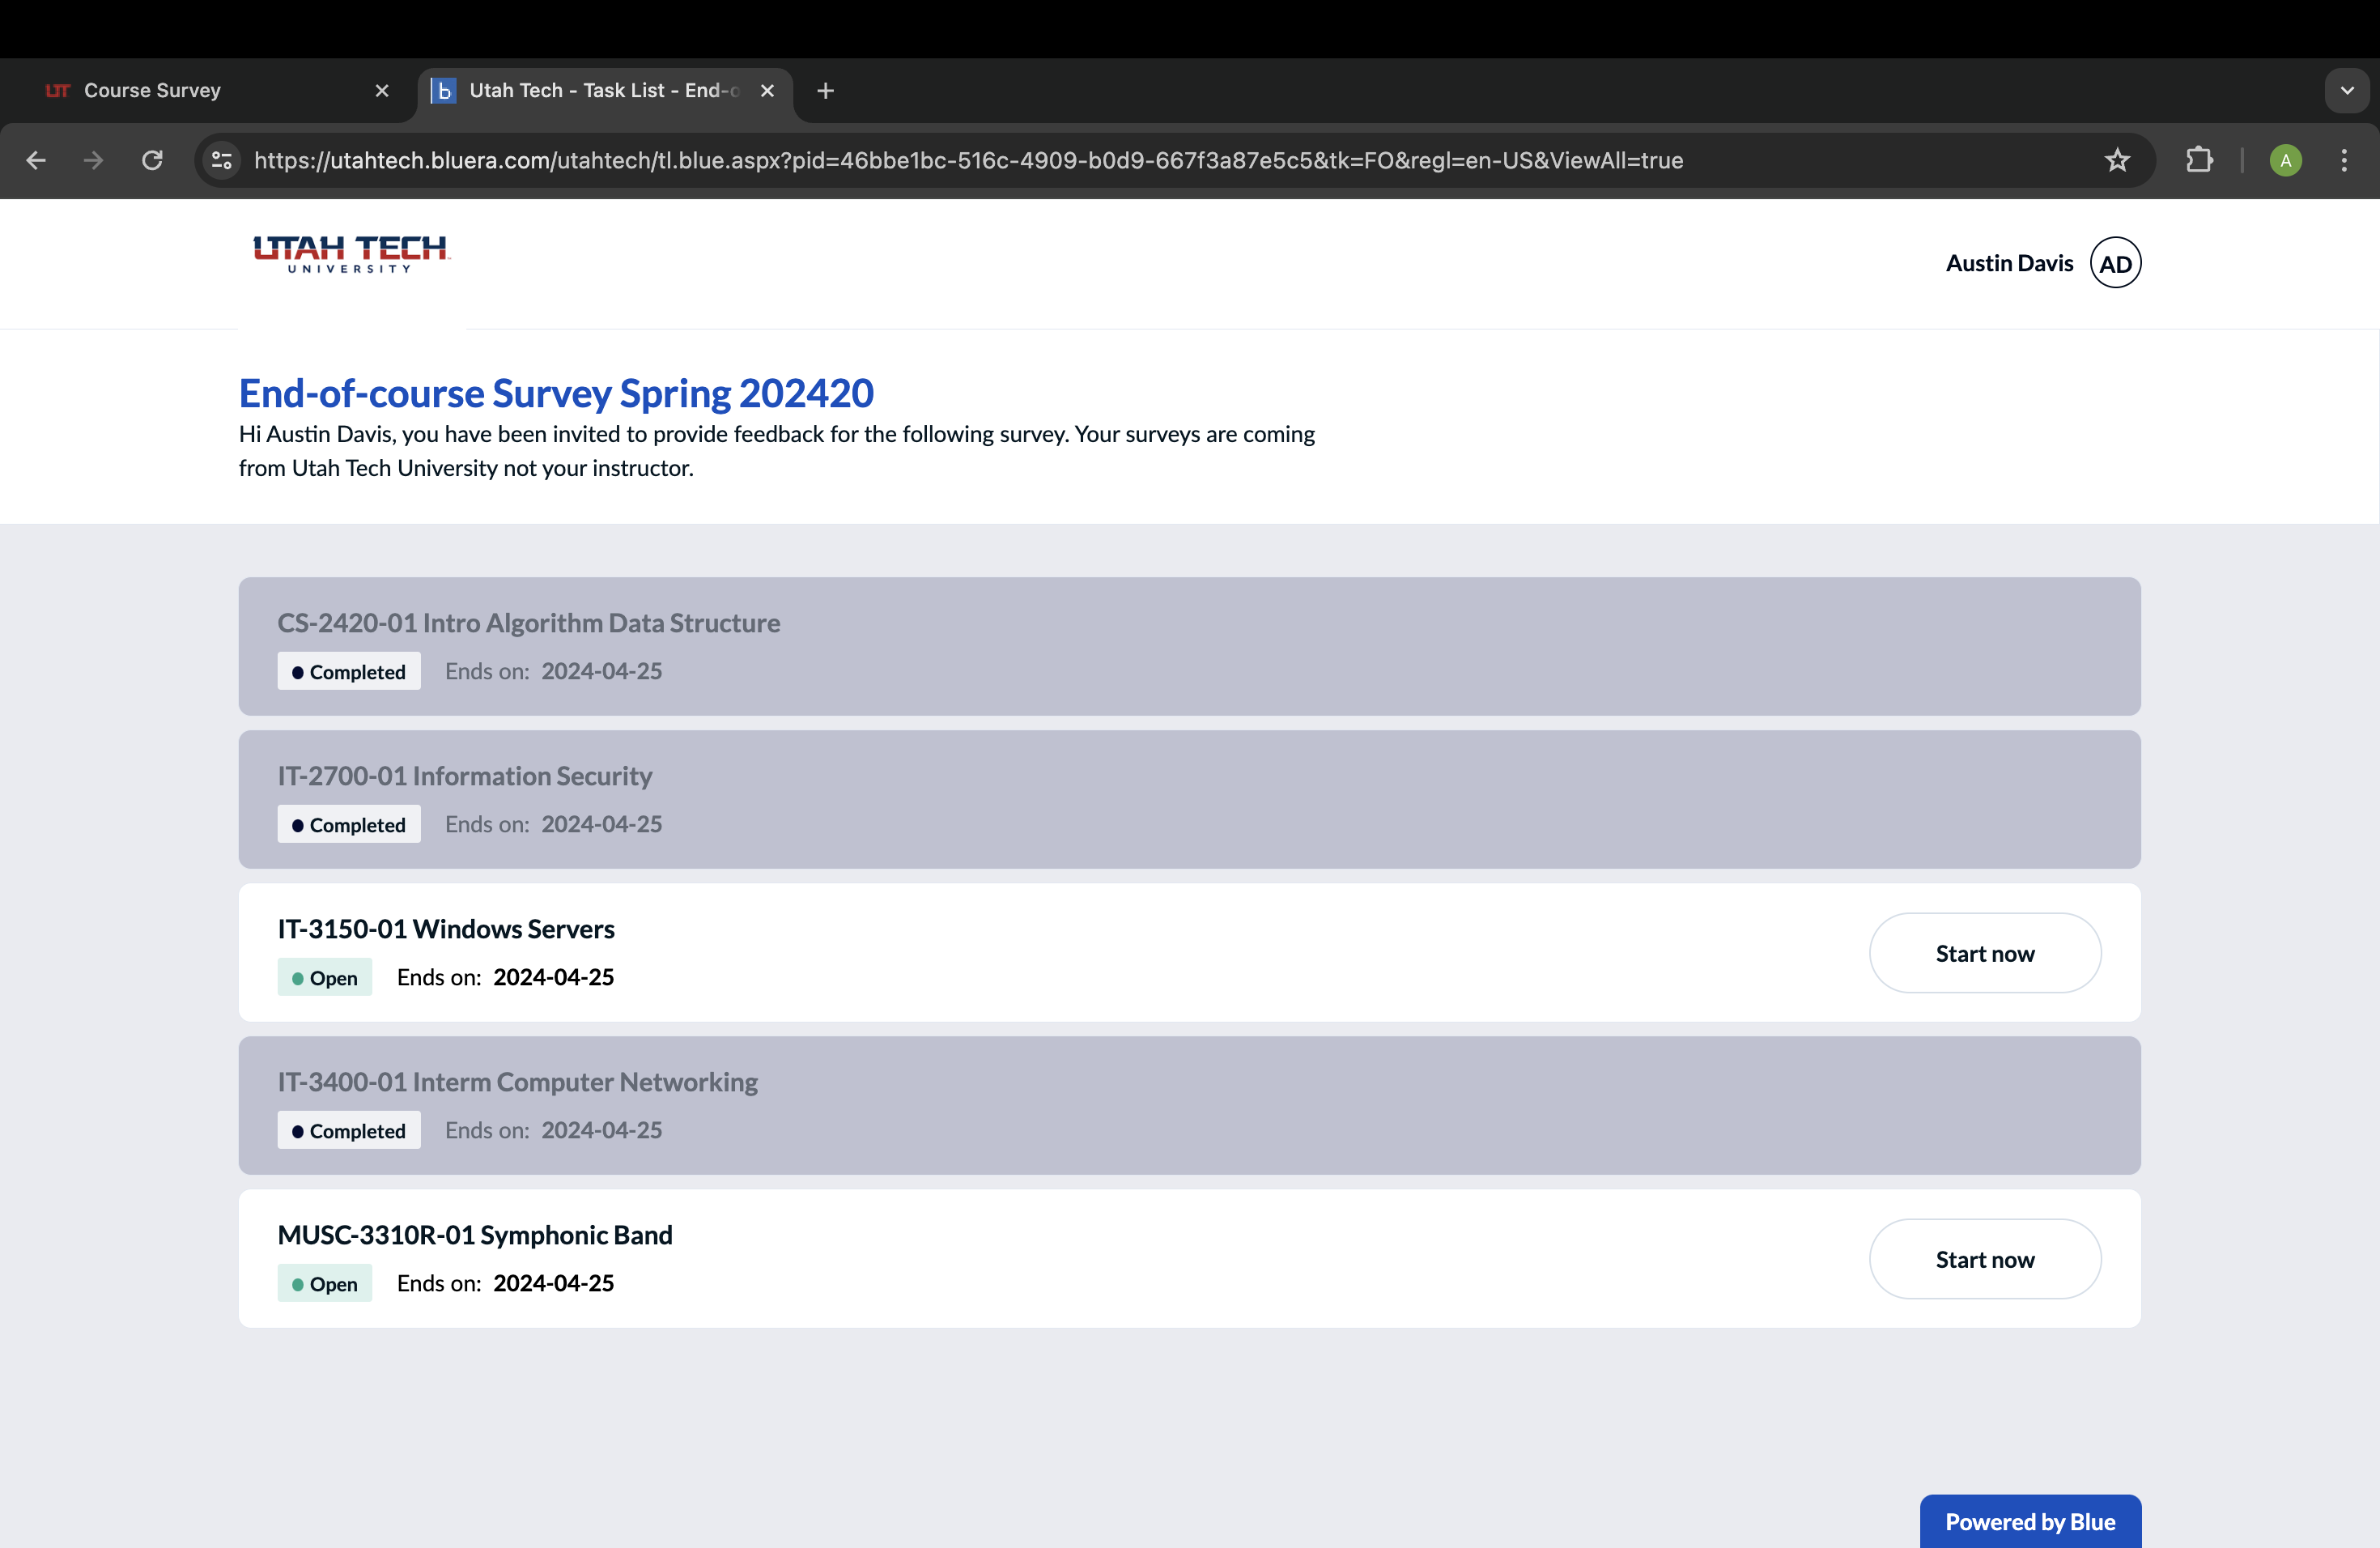 Course Survey
Utah Tech - Task List - End-o
https://utahtech.bluera.com/utahtech/tl.blue.aspx?pid=46bbe1bc-516c-4909-b0d9-667f3a87e5c5&tk=FO&regl=en-US&ViewAll=true
A
UTAH TECH
UNIVERSITY
Austin Davis AD
End-of-course Survey Spring 202420
Hi Austin Davis, you have been invited to provide feedback for the following survey. Your surveys are coming
from Utah Tech University not your instructor.
CS-2420-01 Intro Algorithm Data Structure
Completed Ends on: 2024-04-25
IT-2700-01 Information Security
Completed Ends on: 2024-04-25
IT-3150-01 Windows Servers
Open Ends on: 2024-04-25
Start now
IT-3400-01 Interm Computer Networking
Completed Ends on: 2024-04-25
MUSC-3310R-01 Symphonic Band
Open Ends on: 2024-04-25
Start now
Powered by Blue